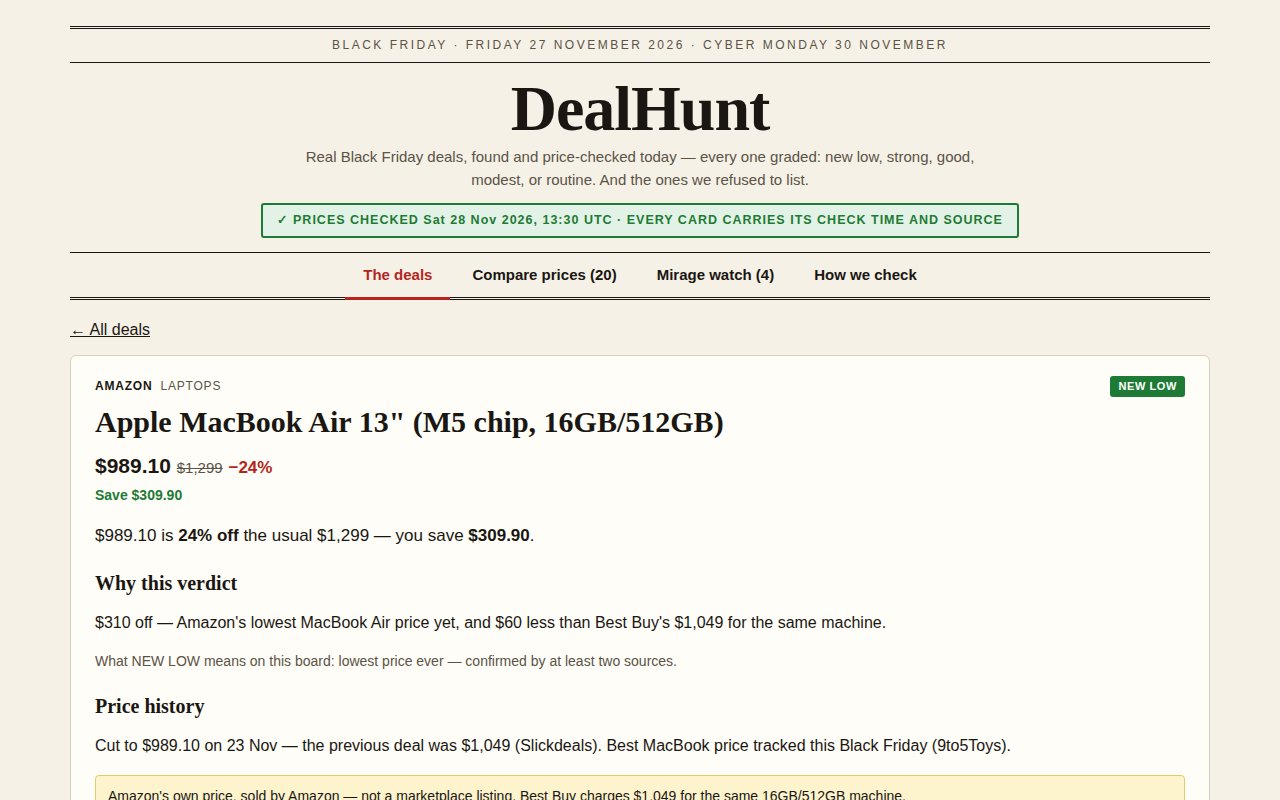 BLACK FRIDAY · FRIDAY 27 NOVEMBER 2026 · CYBER MONDAY 30 NOVEMBER
DealHunt
Real Black Friday deals, found and price-checked today — every one graded: new low, strong, good,
modest, or routine. And the ones we refused to list.
✓ PRICES CHECKED Sat 28 Nov 2026, 13:30 UTC · EVERY CARD CARRIES ITS CHECK TIME AND SOURCE
The deals Compare prices (20) Mirage watch (4) How we check
← All deals
AMAZON LAPTOPS NEW LOW
Apple MacBook Air 13" (M5 chip, 16GB/512GB)
$989.10 $1,299 −24%
Save $309.90
$989.10 is 24% off the usual $1,299 — you save $309.90.
Why this verdict
$310 off — Amazon's lowest MacBook Air price yet, and $60 less than Best Buy's $1,049 for the same machine.
What NEW LOW means on this board: lowest price ever — confirmed by at least two sources.
Price history
Cut to $989.10 on 23 Nov — the previous deal was $1,049 (Slickdeals). Best MacBook price tracked this Black Friday (9to5Toys).
Amazon's own price, sold by Amazon — not a marketplace listing. Best Buy charges $1,049 for the same 16GB/512GB machine.